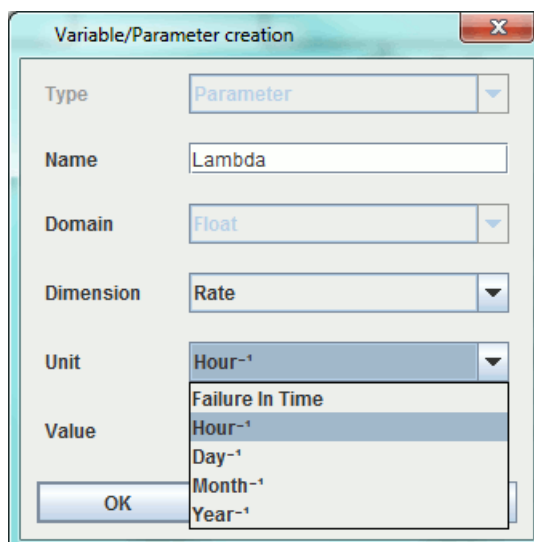 Variable/Parameter creation
Type Parameter
Name Lambda
Domain Float
Dimension Rate
Unit Hour⁻¹
Failure In Time
Value Hour⁻¹
Day⁻¹
Month⁻¹
OK Year⁻¹